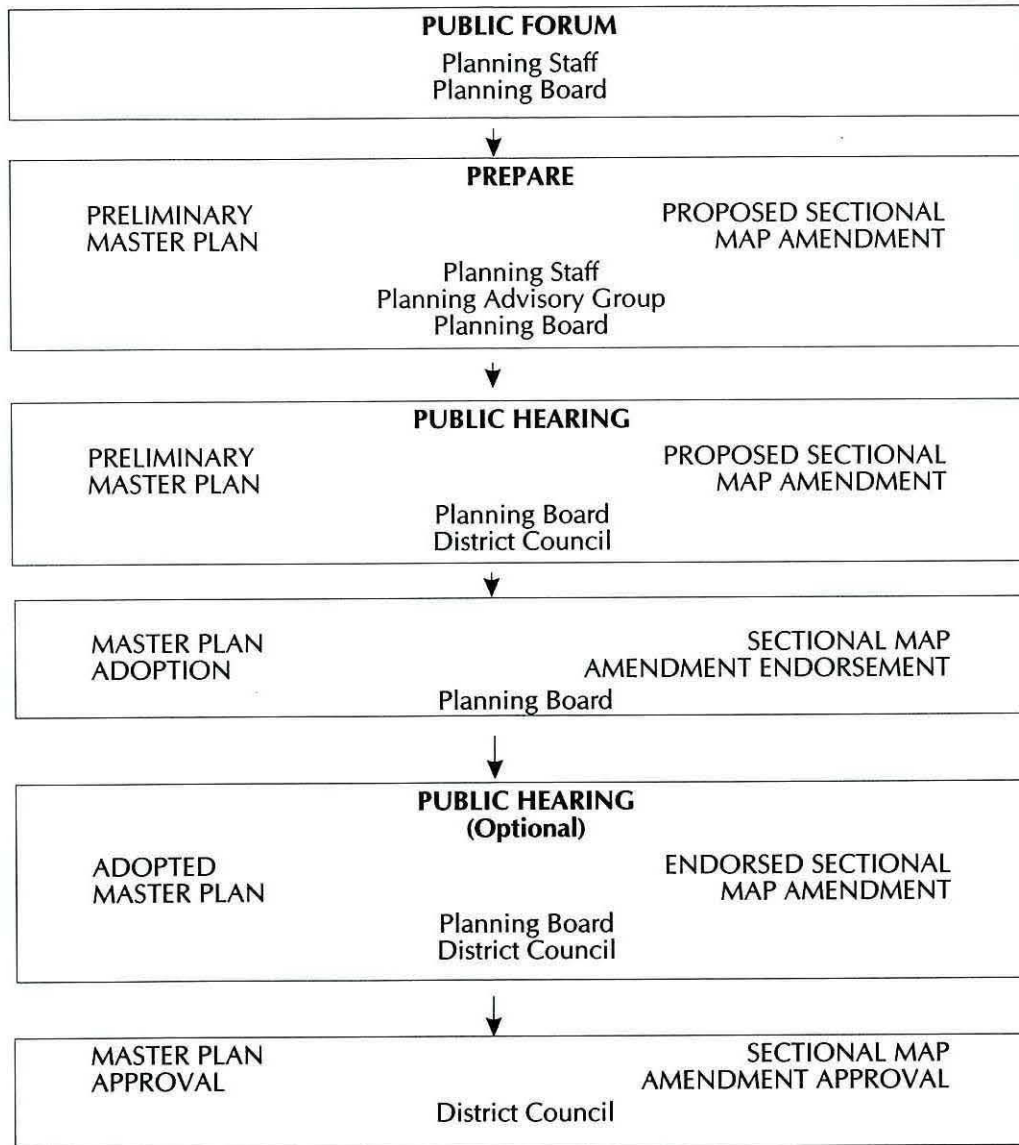 PUBLIC FORUM
Planning Staff
Planning Board
PREPARE
PRELIMINARY
MASTER PLAN
PROPOSED SECTIONAL
MAP AMENDMENT
Planning Staff
Planning Advisory Group
Planning Board
PUBLIC HEARING
PRELIMINARY
MASTER PLAN
PROPOSED SECTIONAL
MAP AMENDMENT
Planning Board
District Council
MASTER PLAN
ADOPTION
SECTIONAL MAP
AMENDMENT ENDORSEMENT
Planning Board
PUBLIC HEARING
(Optional)
ADOPTED
MASTER PLAN
ENDORSED SECTIONAL
MAP AMENDMENT
Planning Board
District Council
MASTER PLAN
APPROVAL
SECTIONAL MAP
AMENDMENT APPROVAL
District Council